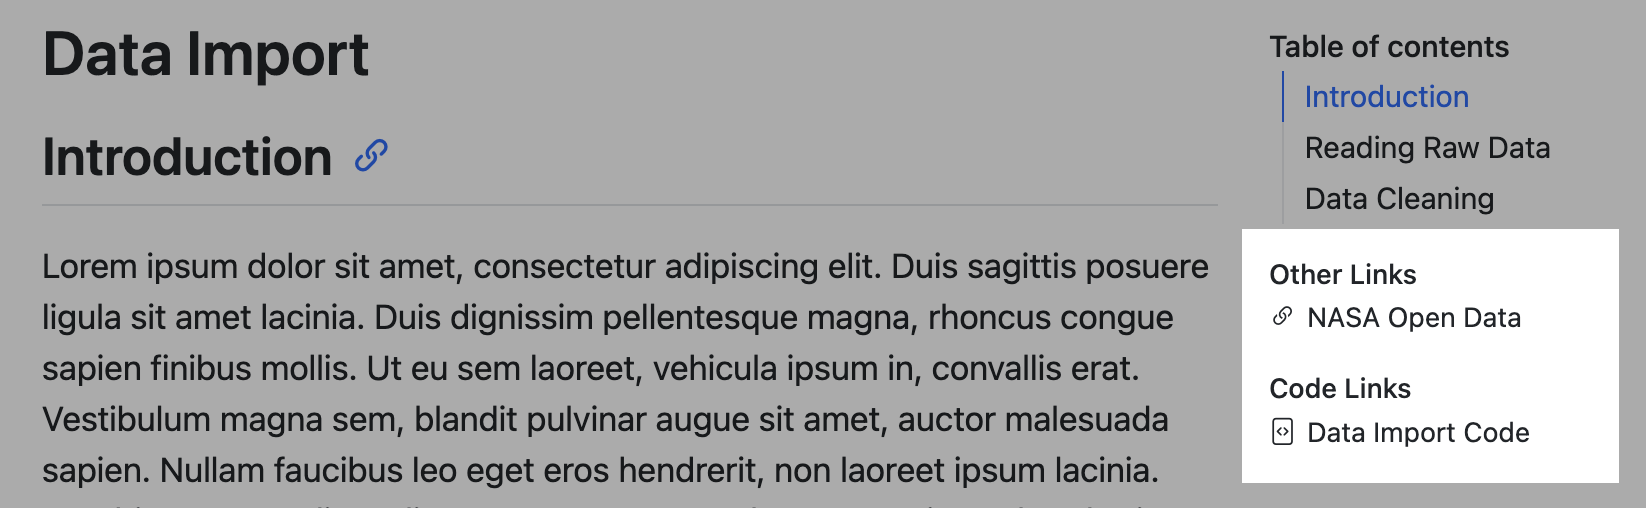 Data Import
Introduction
Lorem ipsum dolor sit amet, consectetur adipiscing elit. Duis sagittis posuere
ligula sit amet lacinia. Duis dignissim pellentesque magna, rhoncus congue
sapien finibus mollis. Ut eu sem laoreet, vehicula ipsum in, convallis erat.
Vestibulum magna sem, blandit pulvinar augue sit amet, auctor malesuada
sapien. Nullam faucibus leo eget eros hendrerit, non laoreet ipsum lacinia.
Table of contents
Introduction
Reading Raw Data
Data Cleaning
Other Links
NASA Open Data
Code Links
Data Import Code